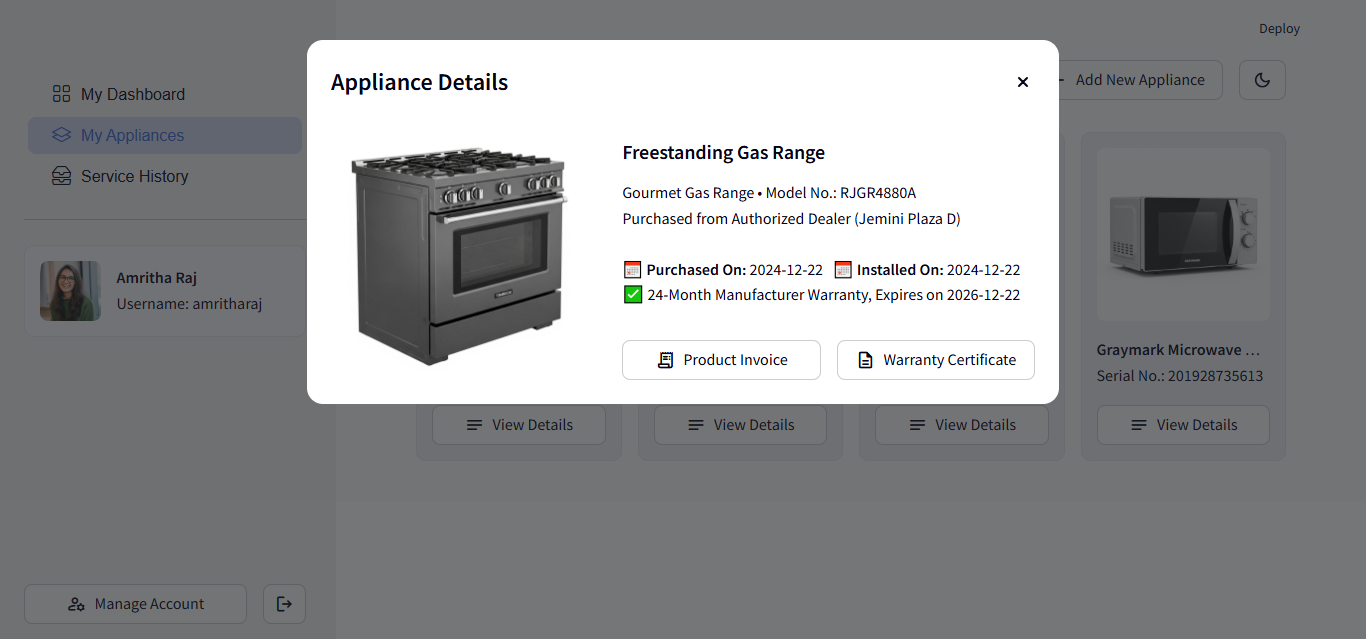 Deploy
My Dashboard
My Appliances
Service History
Amritha Raj
Username: amritharaj
Manage Account
Add New Appliance
Appliance Details
Freestanding Gas Range
Gourmet Gas Range • Model No.: RJGR4880A
Purchased from Authorized Dealer (Jemini Plaza D)
Purchased On: 2024-12-22 Installed On: 2024-12-22
24-Month Manufacturer Warranty, Expires on 2026-12-22
Product Invoice
Warranty Certificate
Graymark Microwave ...
Serial No.: 201928735613
View Details
View Details
View Details
View Details